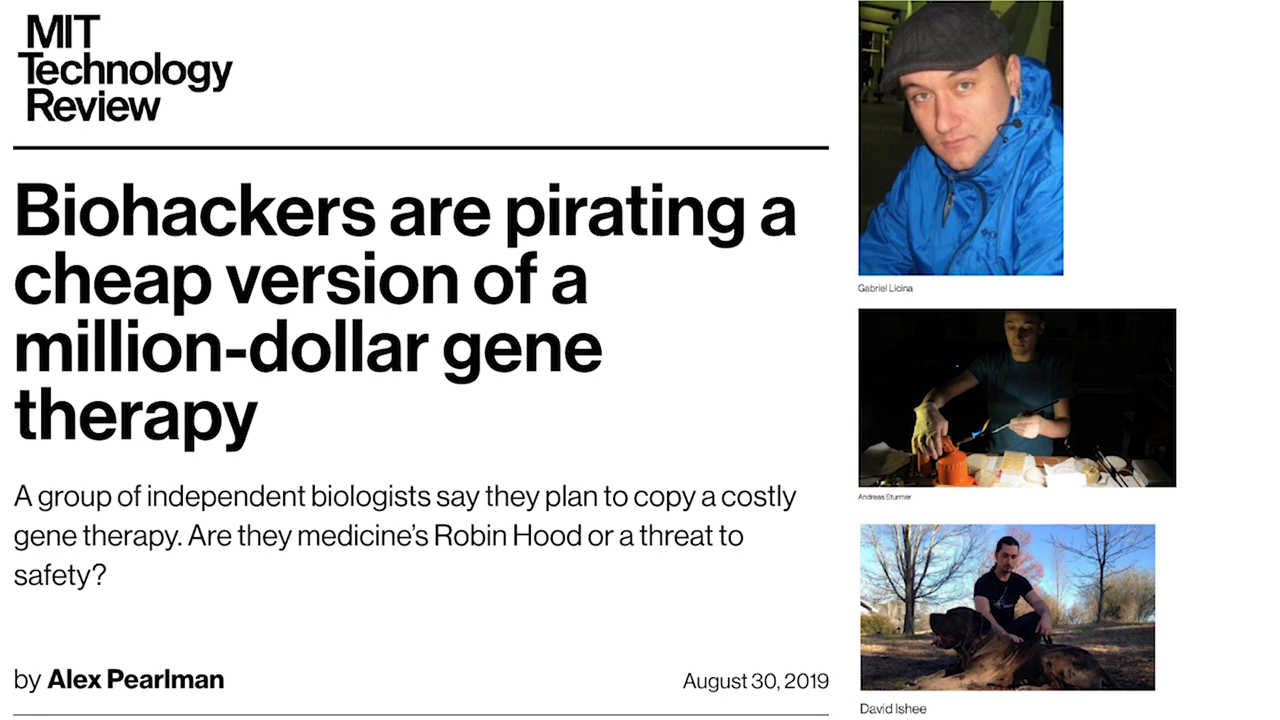 MIT
Technology
Review
Biohackers are pirating a
cheap version of a
million-dollar gene
therapy
A group of independent biologists say they plan to copy a costly
gene therapy. Are they medicine’s Robin Hood or a threat to
safety?
by Alex Pearlman
August 30, 2019
Gabriel Licina
Andreas Sturmer
David Ishee